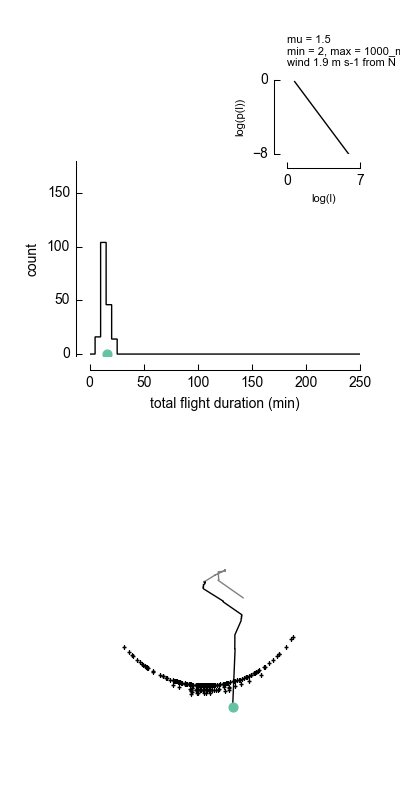 mu = 1.5
min = 2, max = 1000_m
wind 1.9 m s-1 from N
0
log(p(l))
−8
0 7
log(l)
150
100
50
0
count
0 50 100 150 200 250
total flight duration (min)